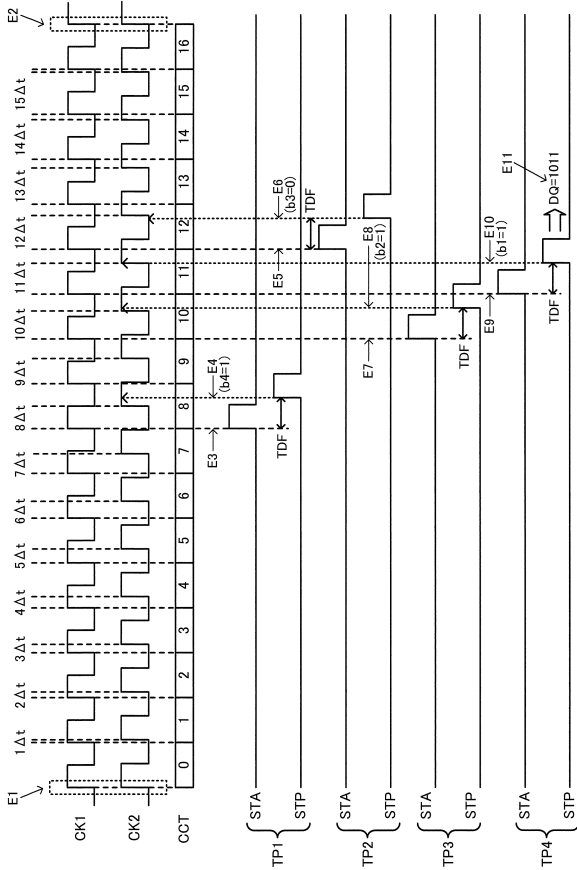 E1
E2
1Δt 2Δt 3Δt 4Δt 5Δt 6Δt 7Δt 8Δt 9Δt 10Δt 11Δt 12Δt 13Δt 14Δt 15Δt
CK1
CK2
CCT 0 1 2 3 4 5 6 7 8 9 10 11 12 13 14 15 16
TP1
STA
STP
E3
E4
(b4=1)
TDF
TP2
STA
STP
E5
E6
(b3=0)
TDF
TP3
STA
STP
E7
E8
(b2=1)
TDF
TP4
STA
STP
E9
E10
(b1=1)
TDF
E11
DQ=1011